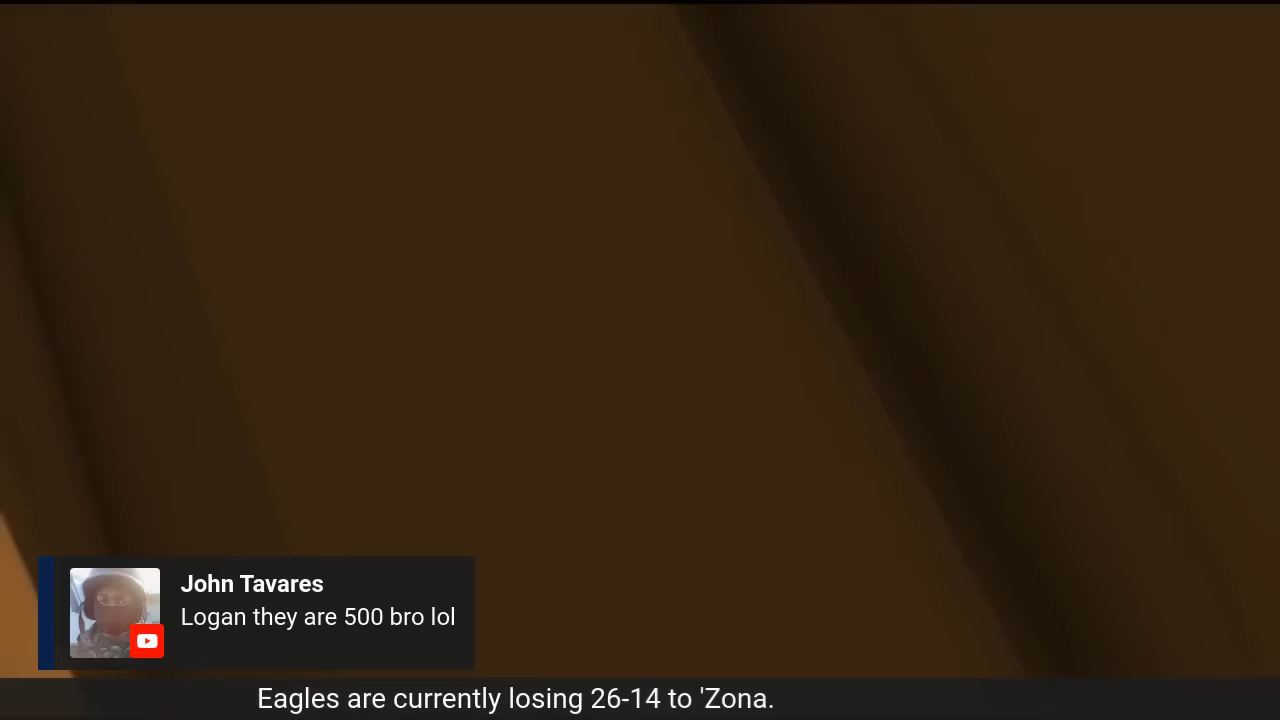 John Tavares
Logan they are 500 bro lol
Eagles are currently losing 26-14 to 'Zona.